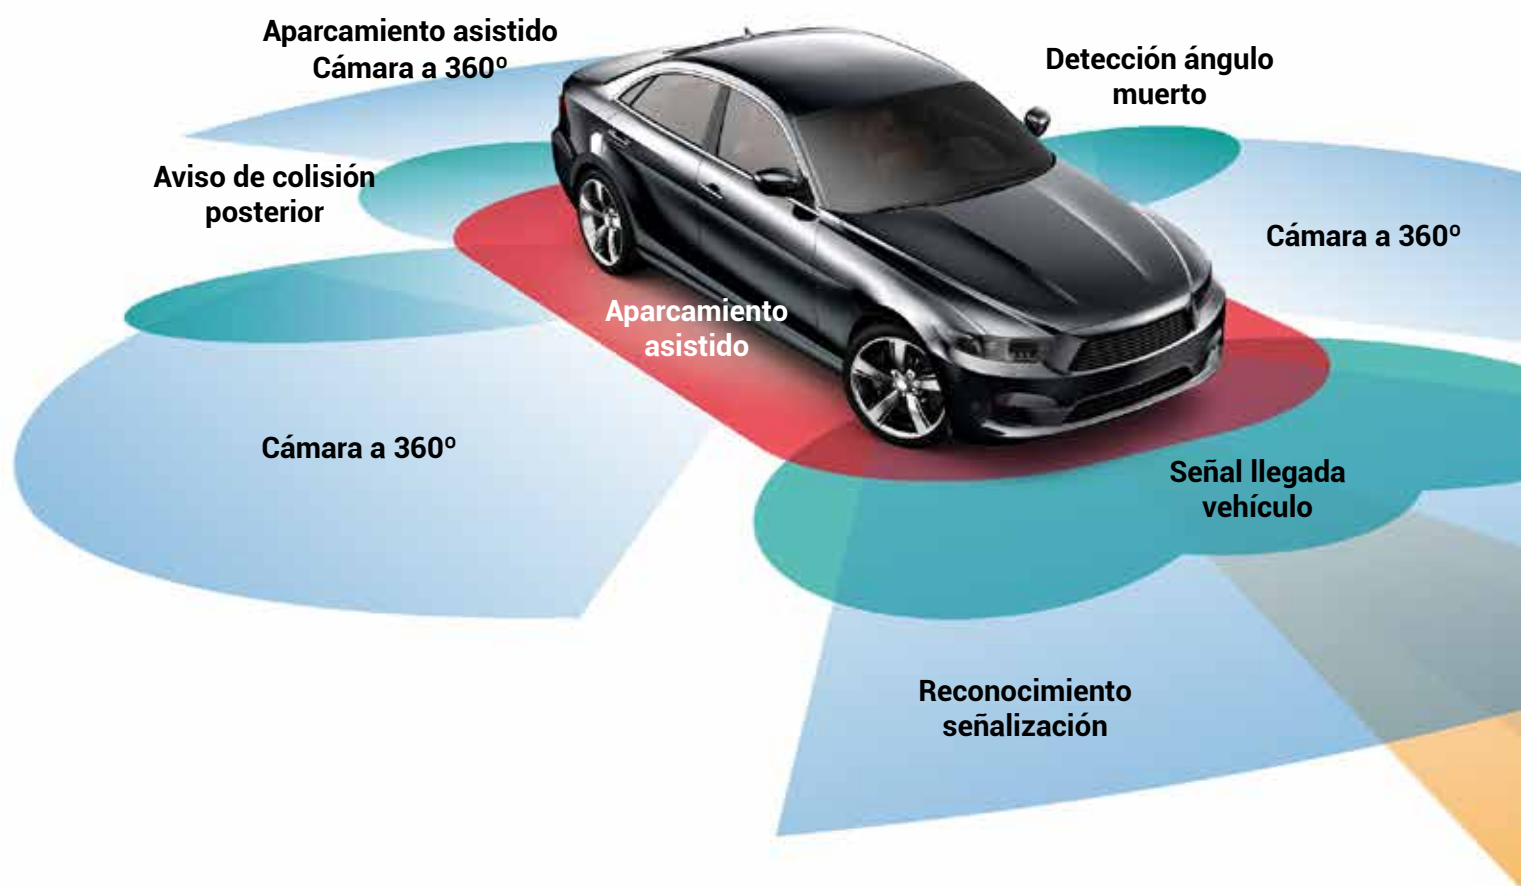 Aparcamiento asistido
Cámara a 360º
Detección ángulo
muerto
Aviso de colisión
posterior
Cámara a 360º
Aparcamiento
asistido
Cámara a 360º
Señal llegada
vehículo
Reconocimiento
señalización